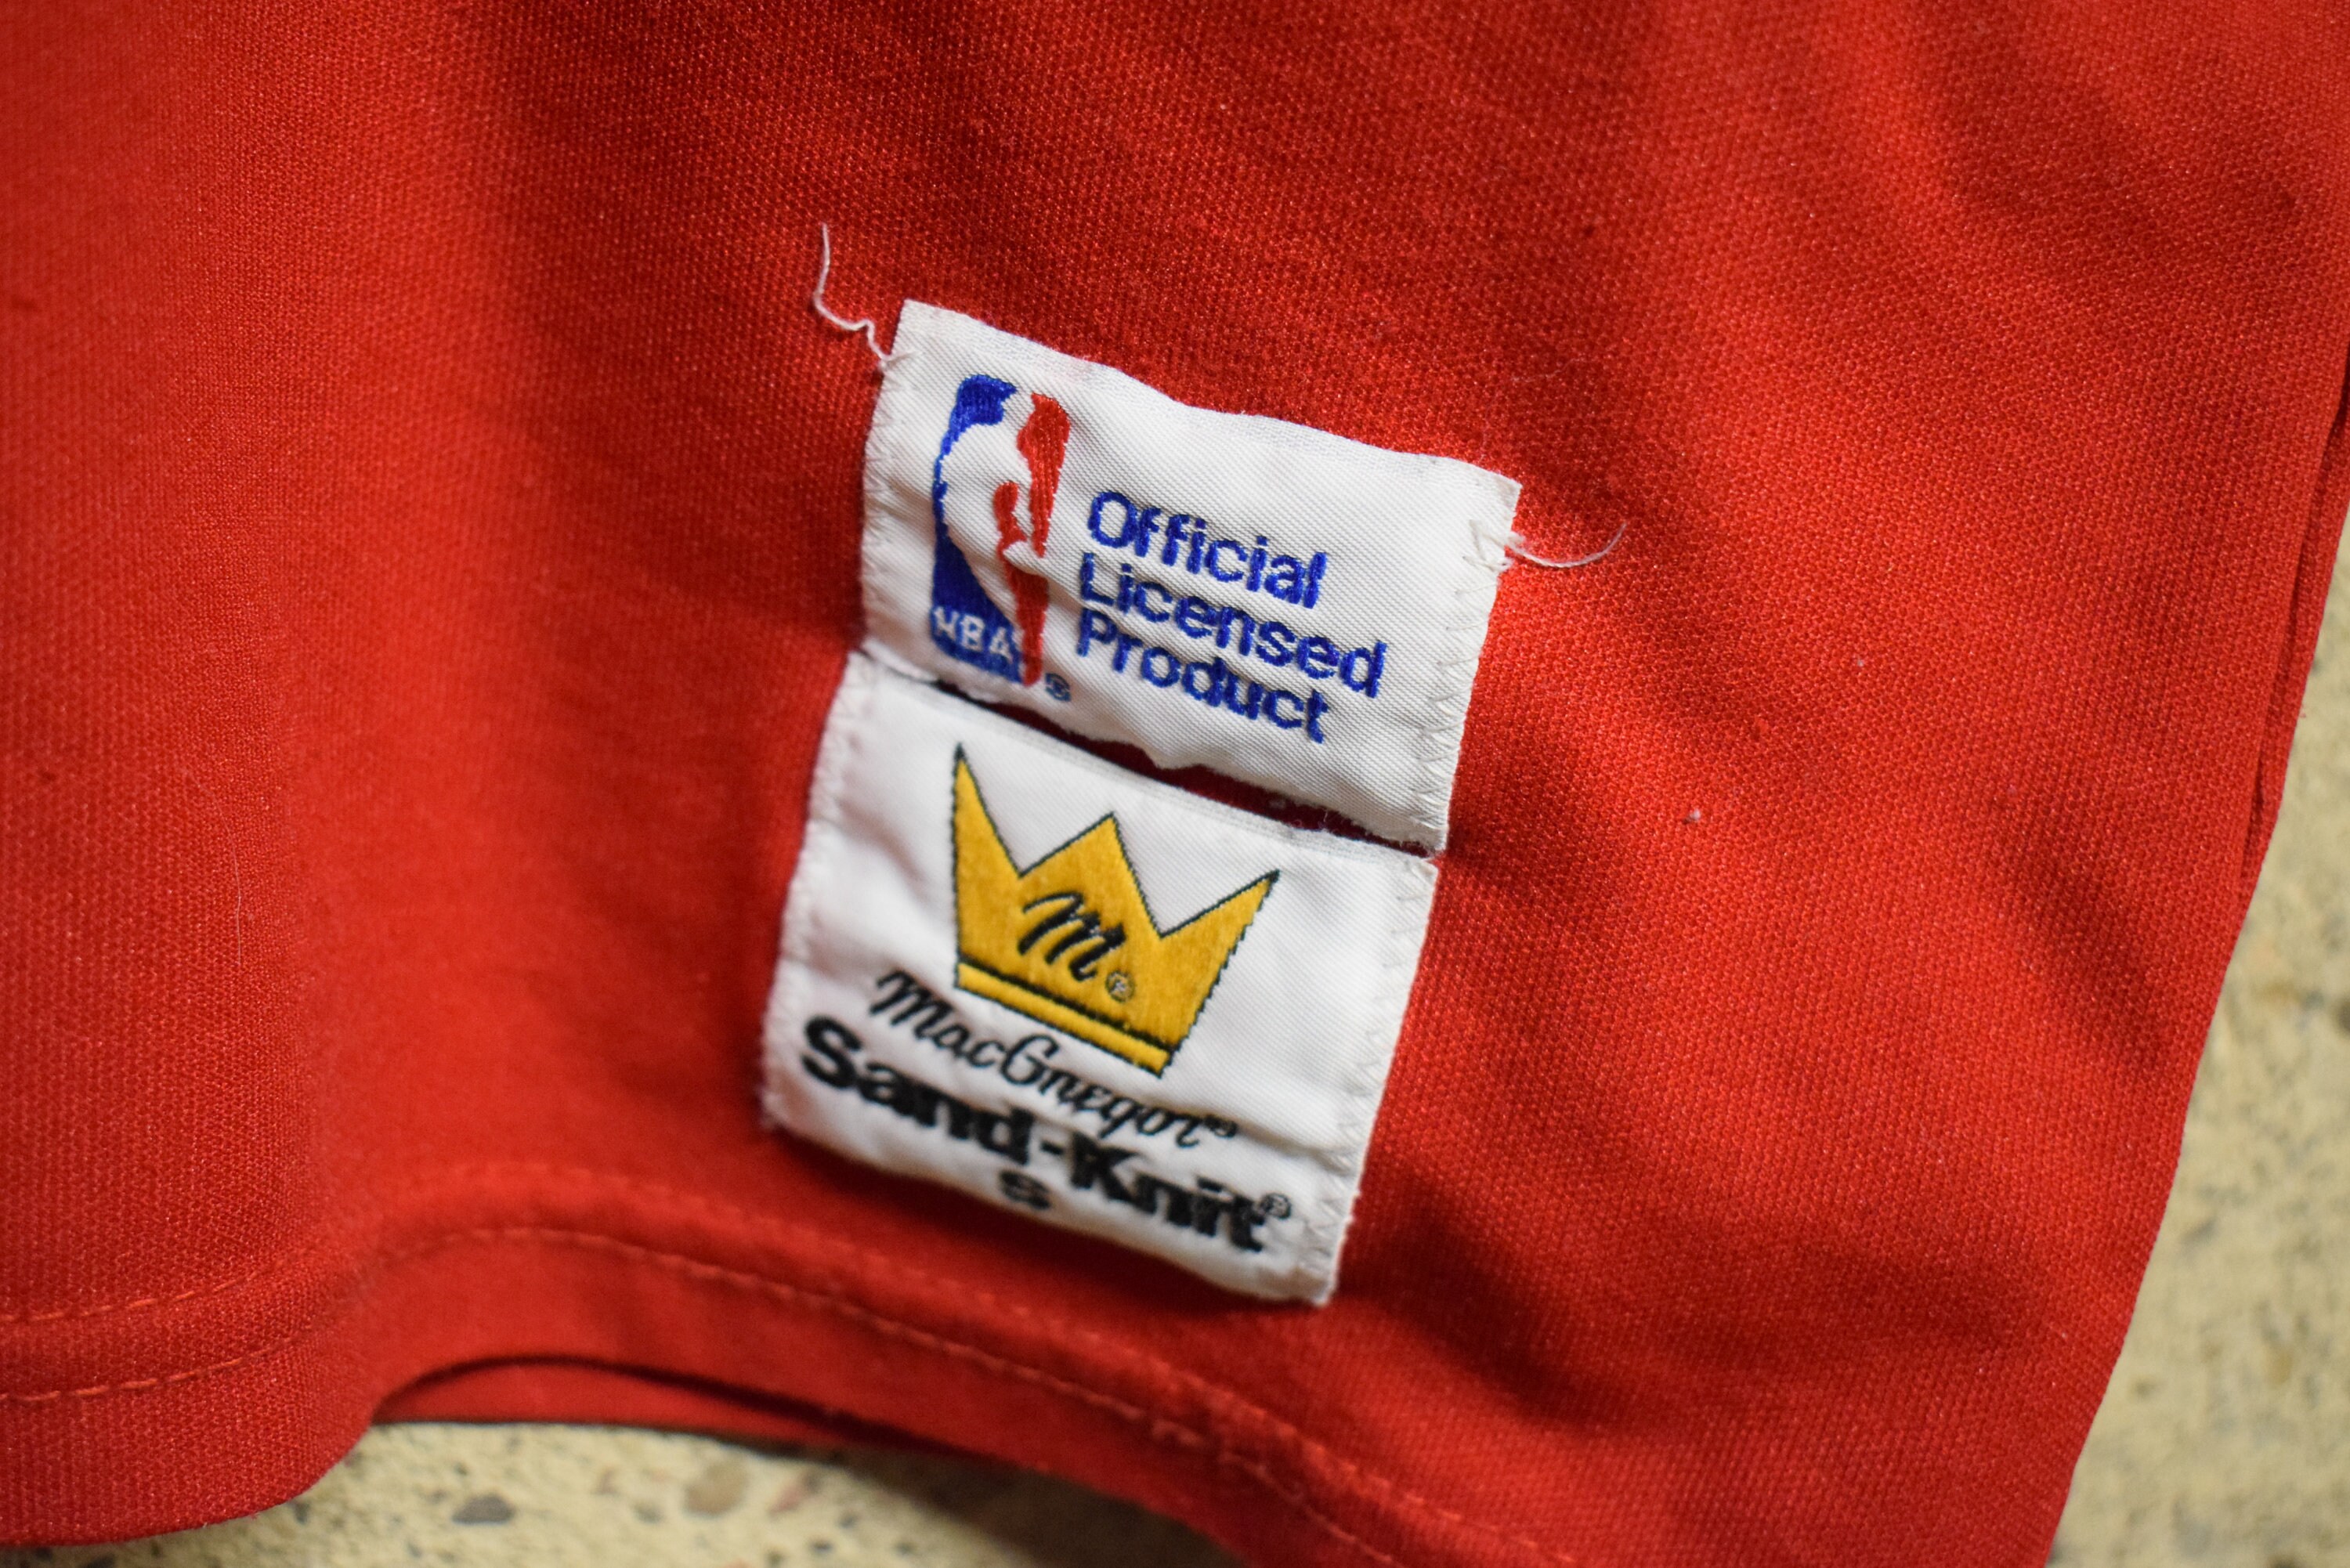 NBA
Official
Licensed
Product
®
m®
MacGregor®
Sand-Knit®
S